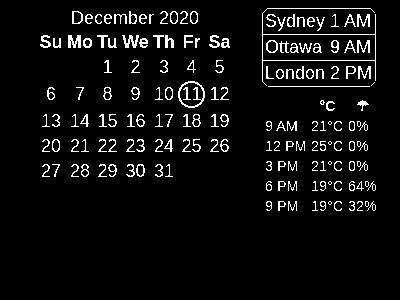 December 2020
Su Mo Tu We Th Fr Sa
1 2 3 4 5
6 7 8 9 10 11 12
13 14 15 16 17 18 19
20 21 22 23 24 25 26
27 28 29 30 31
Sydney 1 AM
Ottawa 9 AM
London 2 PM
°C ☂
9 AM 21°C 0%
12 PM 25°C 0%
3 PM 21°C 0%
6 PM 19°C 64%
9 PM 19°C 32%